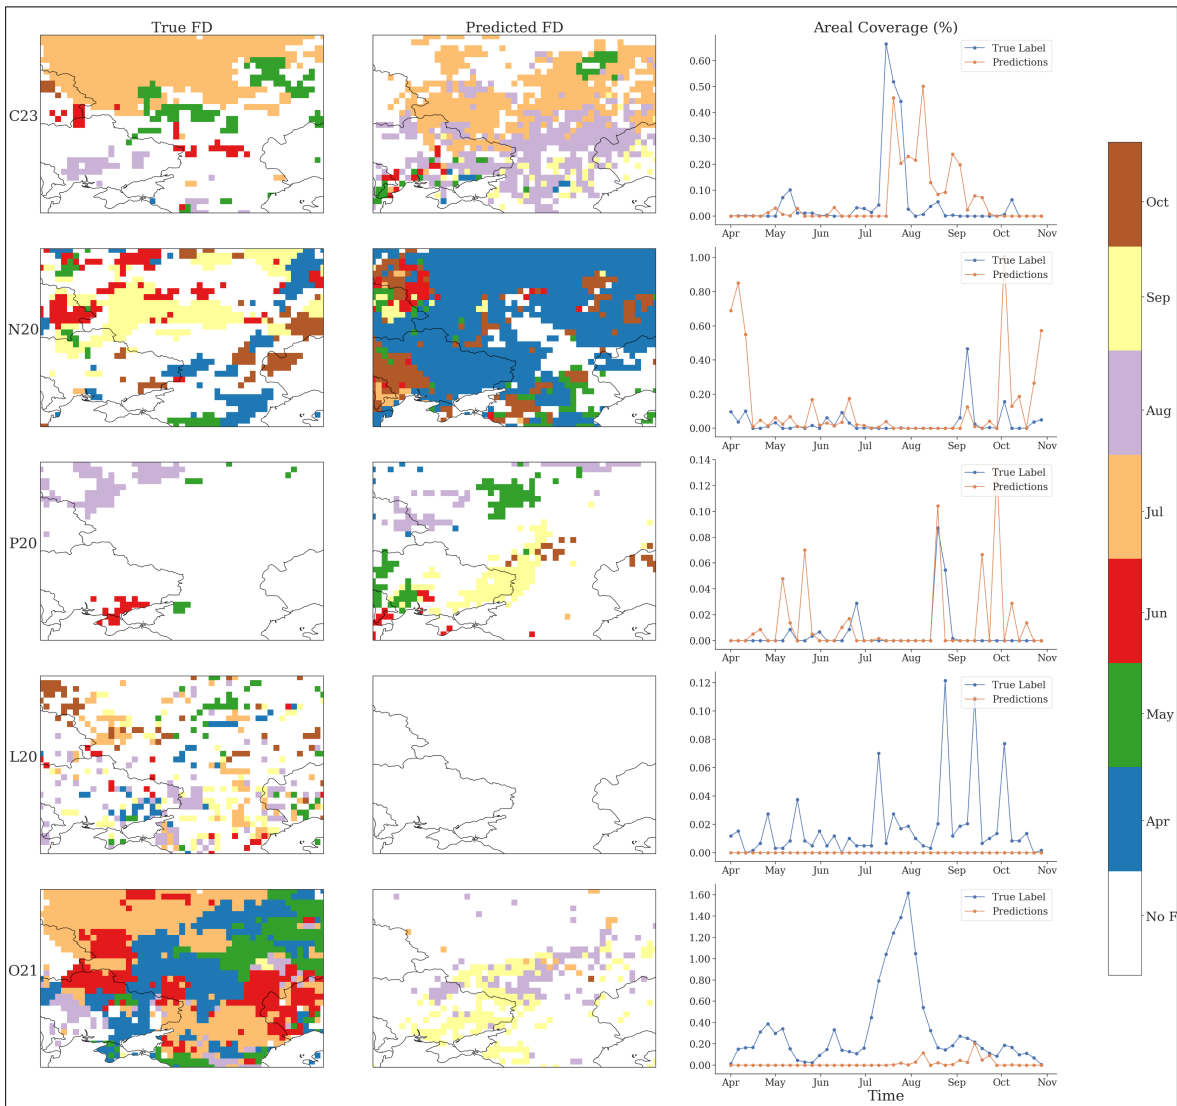 True FD
Predicted FD
Areal Coverage (%)
C23
0.60
0.50
0.40
0.30
0.20
0.10
0.00
Apr May Jun Jul Aug Sep Oct Nov
True Label
Predictions
N20
1.00
0.80
0.60
0.40
0.20
0.00
Apr May Jun Jul Aug Sep Oct Nov
True Label
Predictions
P20
0.14
0.12
0.10
0.08
0.06
0.04
0.02
0.00
Apr May Jun Jul Aug Sep Oct Nov
True Label
Predictions
L20
0.12
0.10
0.08
0.06
0.04
0.02
0.00
Apr May Jun Jul Aug Sep Oct Nov
True Label
Predictions
O21
1.60
1.40
1.20
1.00
0.80
0.60
0.40
0.20
0.00
Apr May Jun Jul Aug Sep Oct Nov
True Label
Predictions
Time
Oct
Sep
Aug
Jul
Jun
May
Apr
No F